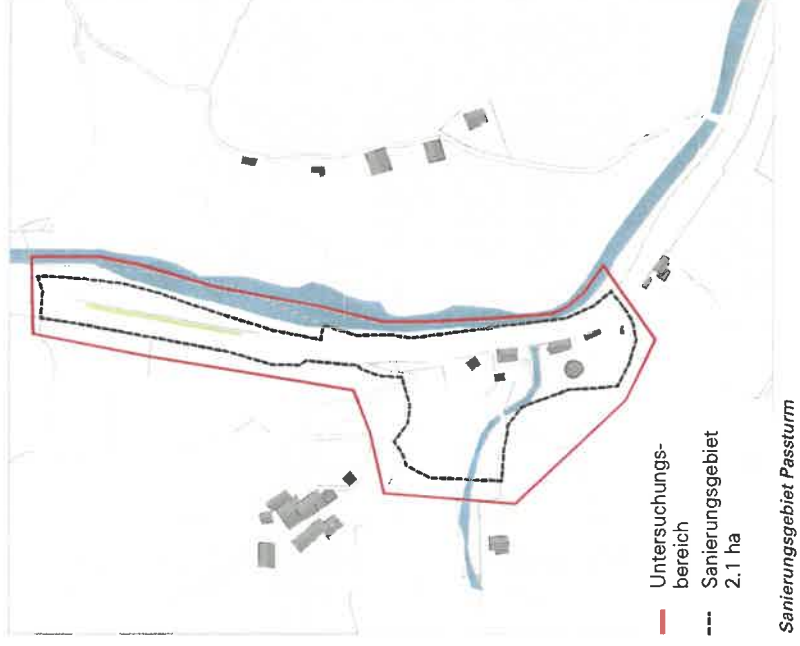 Untersuchungs-
bereich
Sanierungsgebiet
2.1 ha
Sanierungsgebiet Passturm